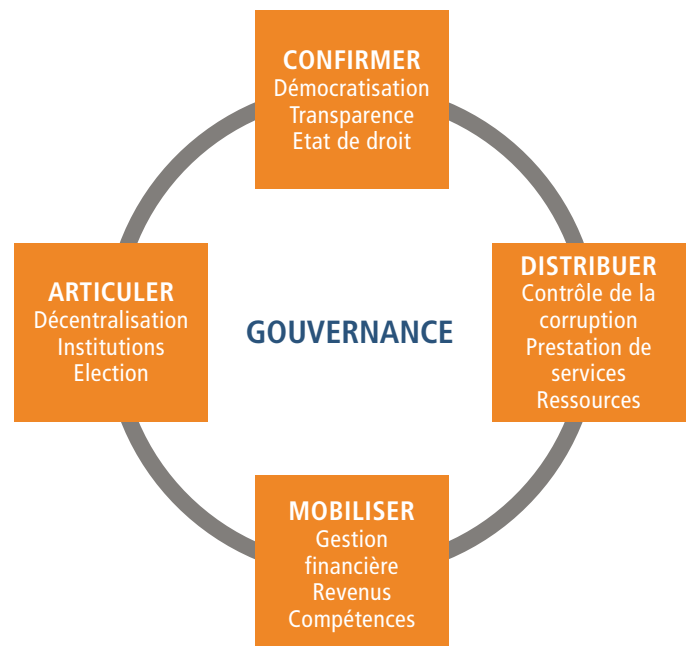 CONFIRMER
Démocratisation
Transparence
Etat de droit
ARTICULER
Décentralisation
Institutions
Election
GOUVERNANCE
DISTRIBUER
Contrôle de la
corruption
Prestation de
services
Ressources
MOBILISER
Gestion
financière
Revenus
Compétences